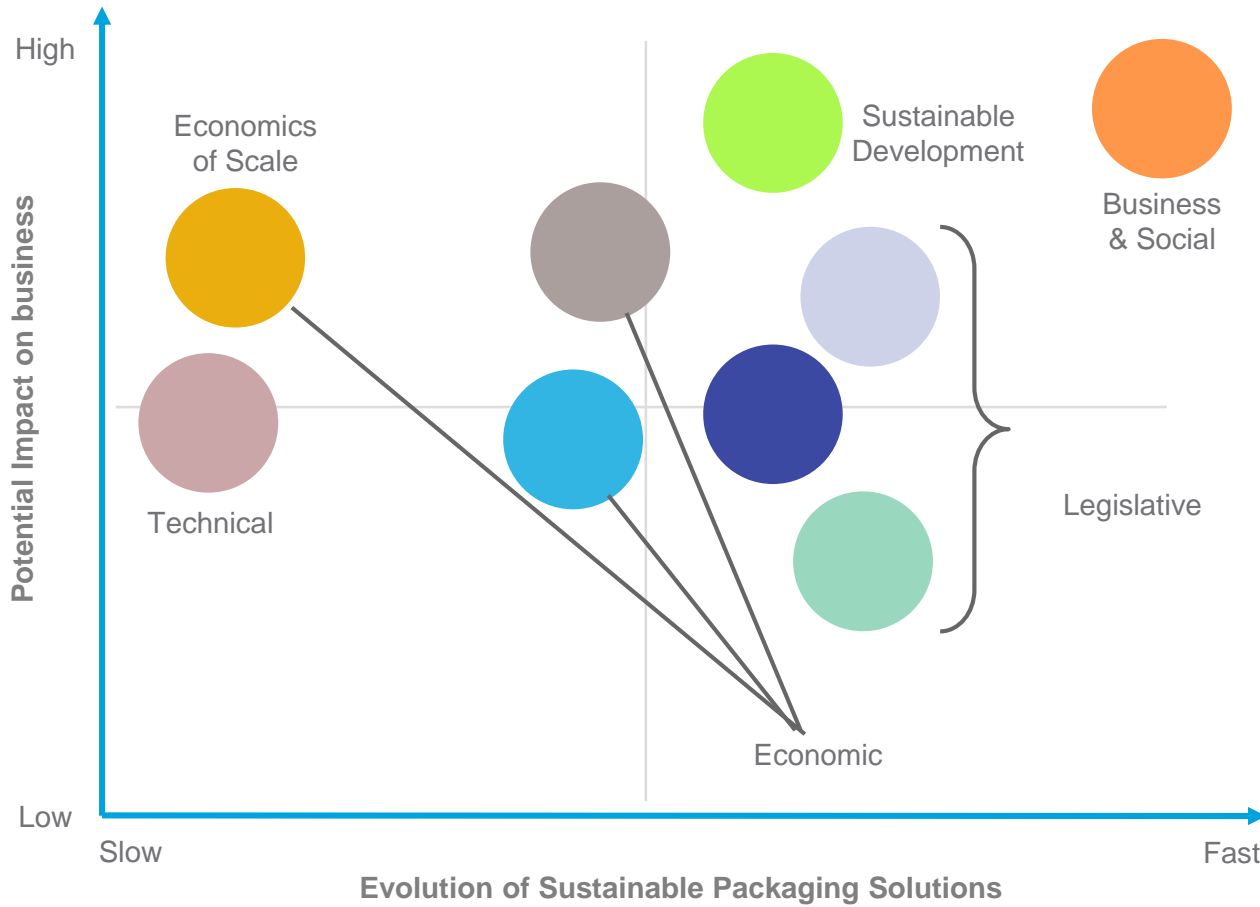 High
Economics
of Scale
Sustainable
Development
Business
& Social
Potential Impact on business
Technical
Legislative
Economic
Low
Slow
Fast
Evolution of Sustainable Packaging Solutions